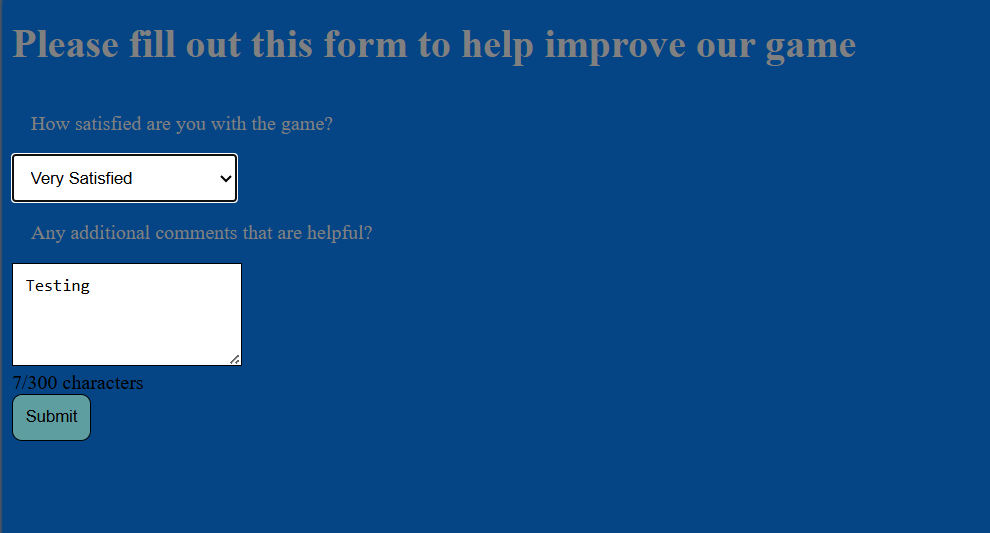 Please fill out this form to help improve our game
How satisfied are you with the game?
Very Satisfied
Any additional comments that are helpful?
Testing
7/300 characters
Submit